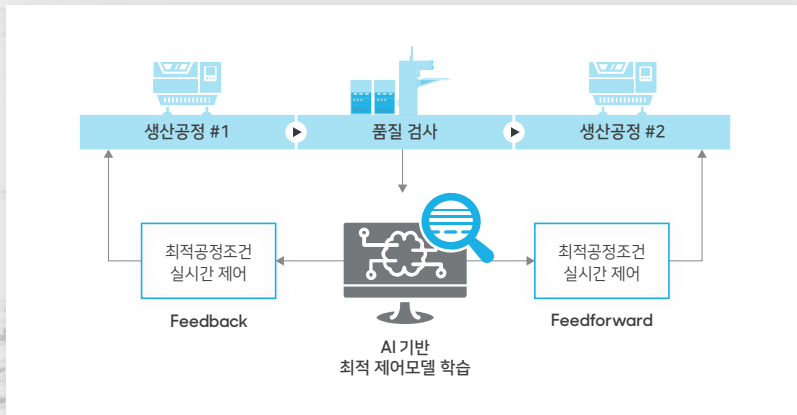 생산공정 #1
품질 검사
생산공정 #2
최적공정조건
실시간 제어
Feedback
최적공정조건
실시간 제어
Feedforward
AI 기반
최적 제어모델 학습